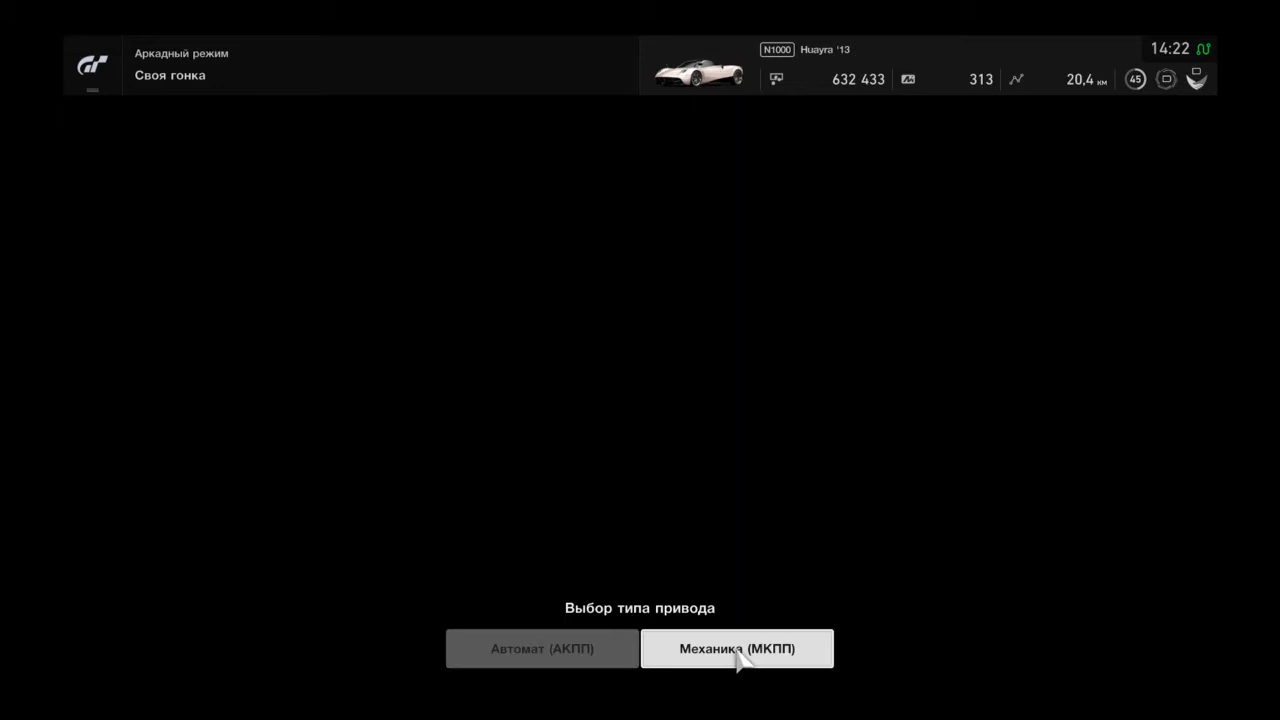 Аркадный режим
Своя гонка
N1000 Huayra '13
632 433
313
20,4 км
45
14:22
Выбор типа привода
Автомат (АКПП)
Механика (МКПП)